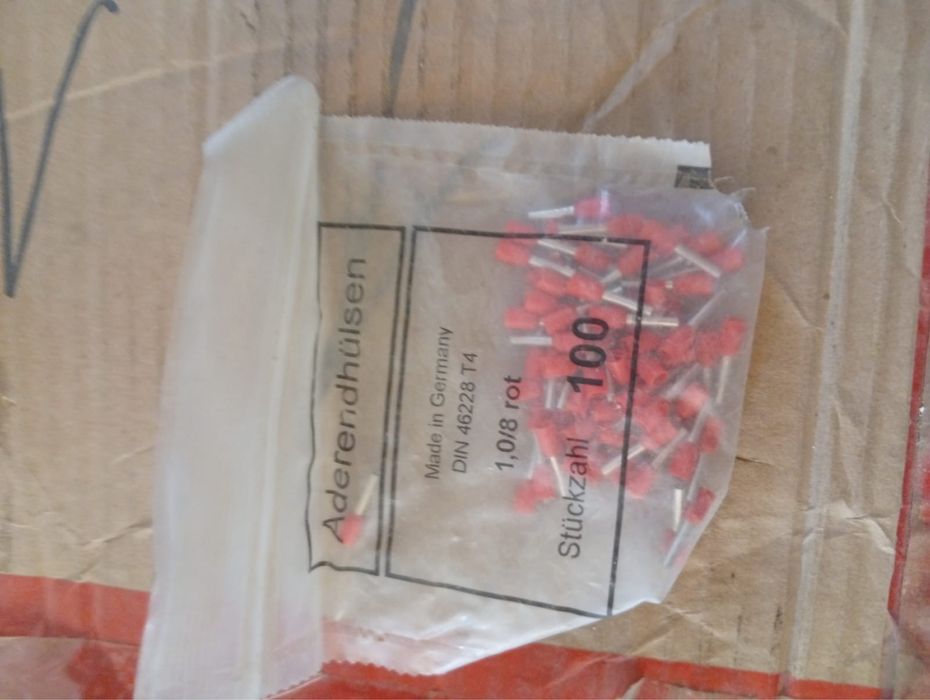 Aderendhülsen
Made in Germany
DIN 46228 T4
1,0/8 rot
Stückzahl 100